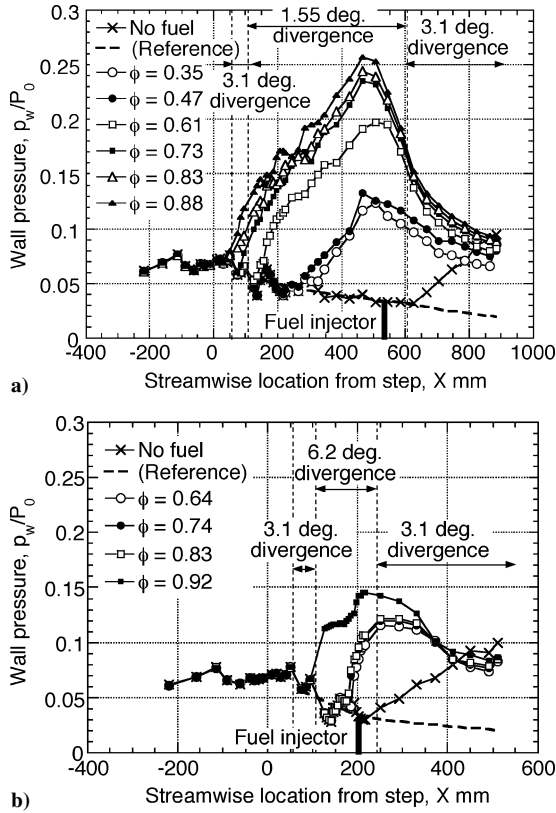 No fuel
(Reference)
ϕ = 0.35
ϕ = 0.47
ϕ = 0.61
ϕ = 0.73
ϕ = 0.83
ϕ = 0.88
1.55 deg.
divergence
3.1 deg.
divergence
3.1 deg.
divergence
0.3
0.25
0.2
0.15
0.1
0.05
0
Wall pressure, p_w/P_0
Fuel injector
-400 -200 0 200 400 600 800 1000
Streamwise location from step, X mm
a)
No fuel
(Reference)
ϕ = 0.64
ϕ = 0.74
ϕ = 0.83
ϕ = 0.92
6.2 deg.
divergence
3.1 deg.
divergence
3.1 deg.
divergence
0.3
0.25
0.2
0.15
0.1
0.05
0
Wall pressure, p_w/P_0
Fuel injector
-400 -200 0 200 400 600
Streamwise location from step, X mm
b)